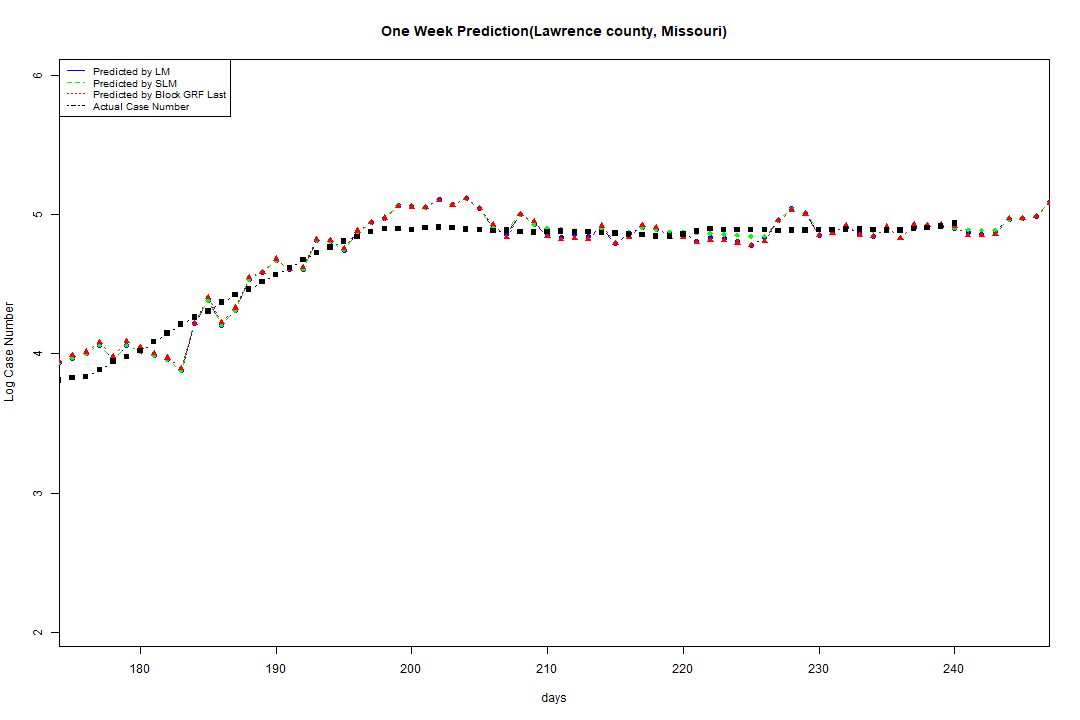 One Week Prediction(Lawrence county, Missouri)
Predicted by LM
Predicted by SLM
Predicted by Block GRF Last
Actual Case Number
6
5
4
3
2
Log Case Number
180 190 200 210 220 230 240
days